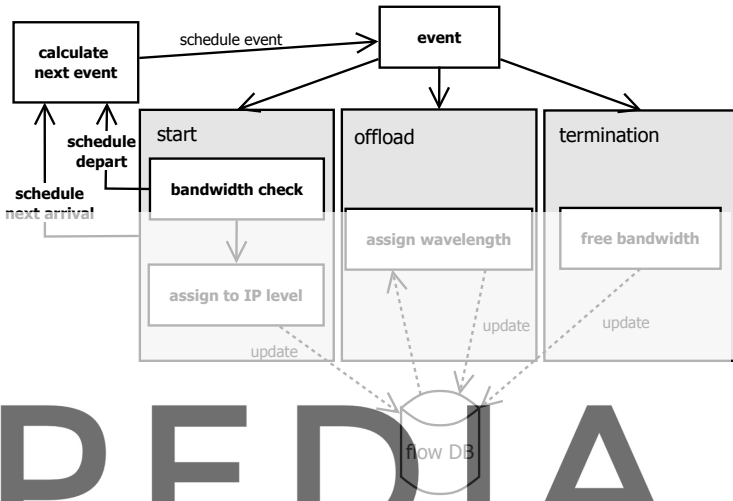 calculate
next event
schedule event
event
start
offload
termination
schedule
depart
bandwidth check
schedule
next arrival
assign wavelength
free bandwidth
assign to IP level
update
update
update
flow DB
PEDIA